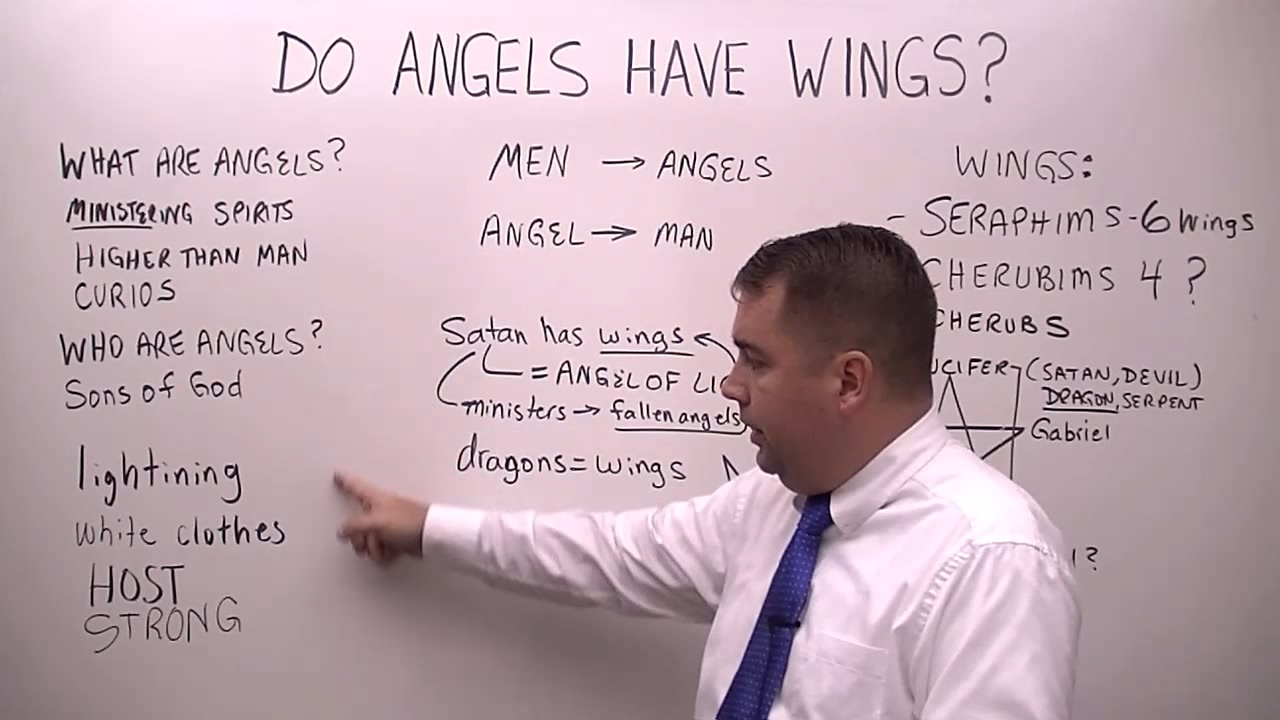 DO ANGELS HAVE WINGS?
WHAT ARE ANGELS?
MINISTERING SPIRITS
HIGHER THAN MAN
CURIOS
WHO ARE ANGELS?
Sons of God
lightining
white clothes
HOST
STRONG
MEN → ANGELS
ANGEL → MAN
Satan has wings
= ANGEL OF
ministers → fallen angels
dragons = wings
WINGS:
- SERAPHIMS - 6 wings
CHERUBIMS 4 ?
CHERUBS
UCIFER (SATAN, DEVIL)
DRAGON, SERPENT
Gabriel
?